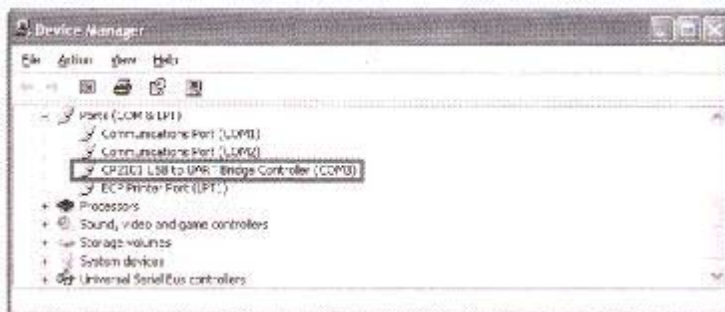 Device Manager
File Action View Help
Ports (COM & LPT)
Communications Port (COM1)
Communications Port (COM2)
CP2101 USB to UART Bridge Controller (COM3)
ECP Printer Port (LPT1)
Processors
Sound, video and game controllers
Storage volumes
System devices
Universal Serial Bus controllers